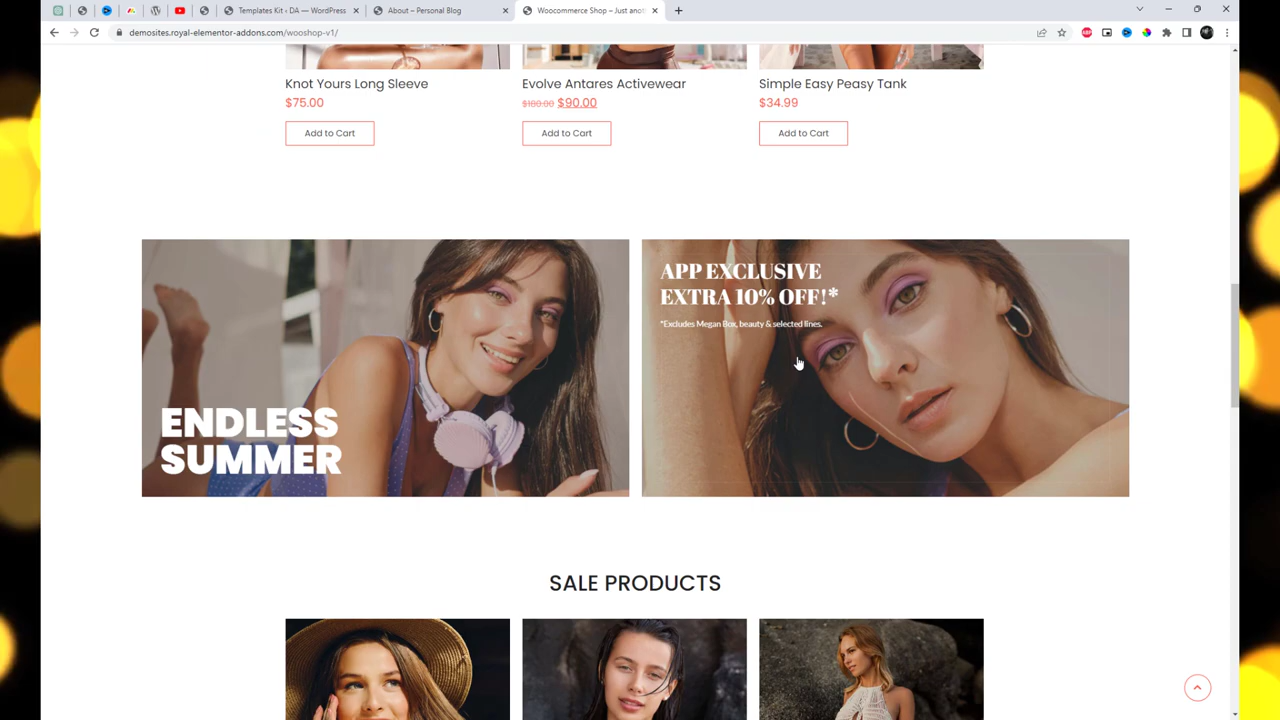 Templates Kit ‹ DA — WordPress
About – Personal Blog
Woocommerce Shop – Just anot
demosites.royal-elementor-addons.com/wooshop-v1/
Knot Yours Long Sleeve
Evolve Antares Activewear
Simple Easy Peasy Tank
$75.00
$180.00 $90.00
$34.99
Add to Cart
Add to Cart
Add to Cart
APP EXCLUSIVE
EXTRA 10% OFF!*
*Excludes Megan Box, beauty & selected lines.
ENDLESS
SUMMER
SALE PRODUCTS